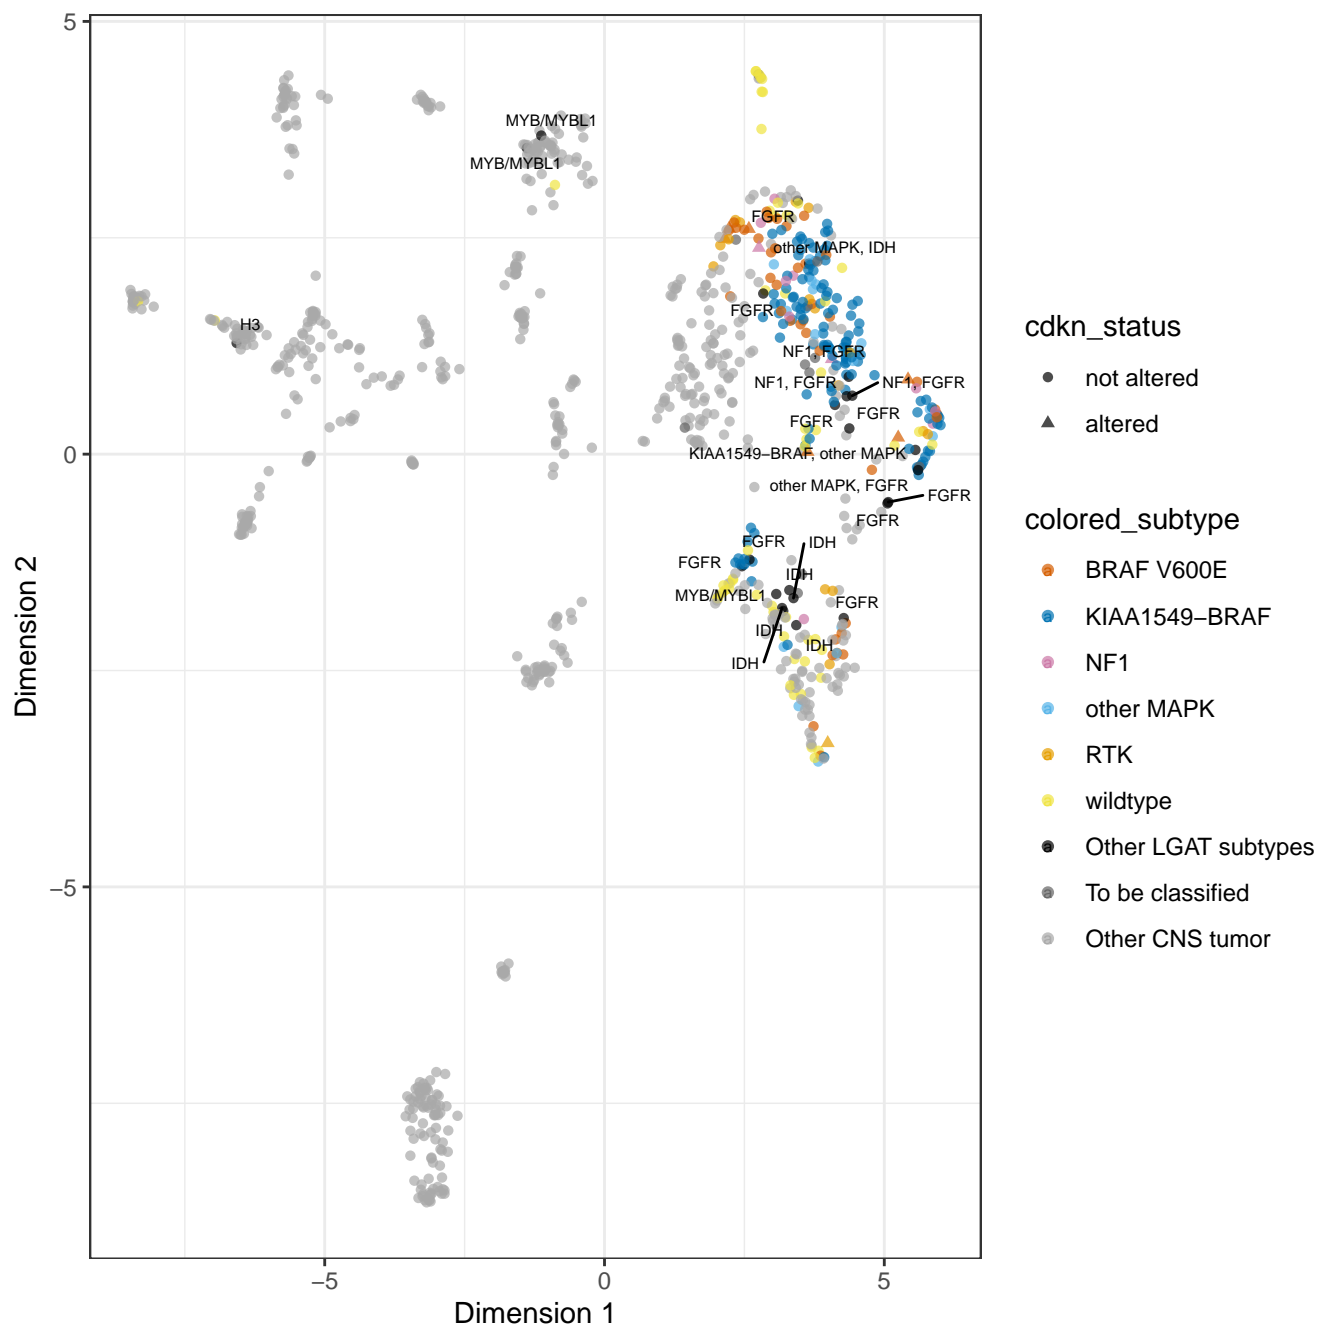 5
MYB/MYBL1
MYB/MYBL1
FGFR
other MAPK, IDH
FGFR
H3
NF1, FGFR
NF1, FGFR
NF1, FGFR
FGFR
FGFR
0
KIAA1549−BRAF, other MAPK
other MAPK, FGFR
FGFR
FGFR
FGFR
IDH
FGFR
IDH
MYB/MYBL1
FGFR
IDH
IDH
IDH
−5
−5
0
5
Dimension 1
Dimension 2
cdkn_status
not altered
altered
colored_subtype
a BRAF V600E
a KIAA1549−BRAF
a NF1
a other MAPK
a RTK
a wildtype
a Other LGAT subtypes
a To be classified
a Other CNS tumor